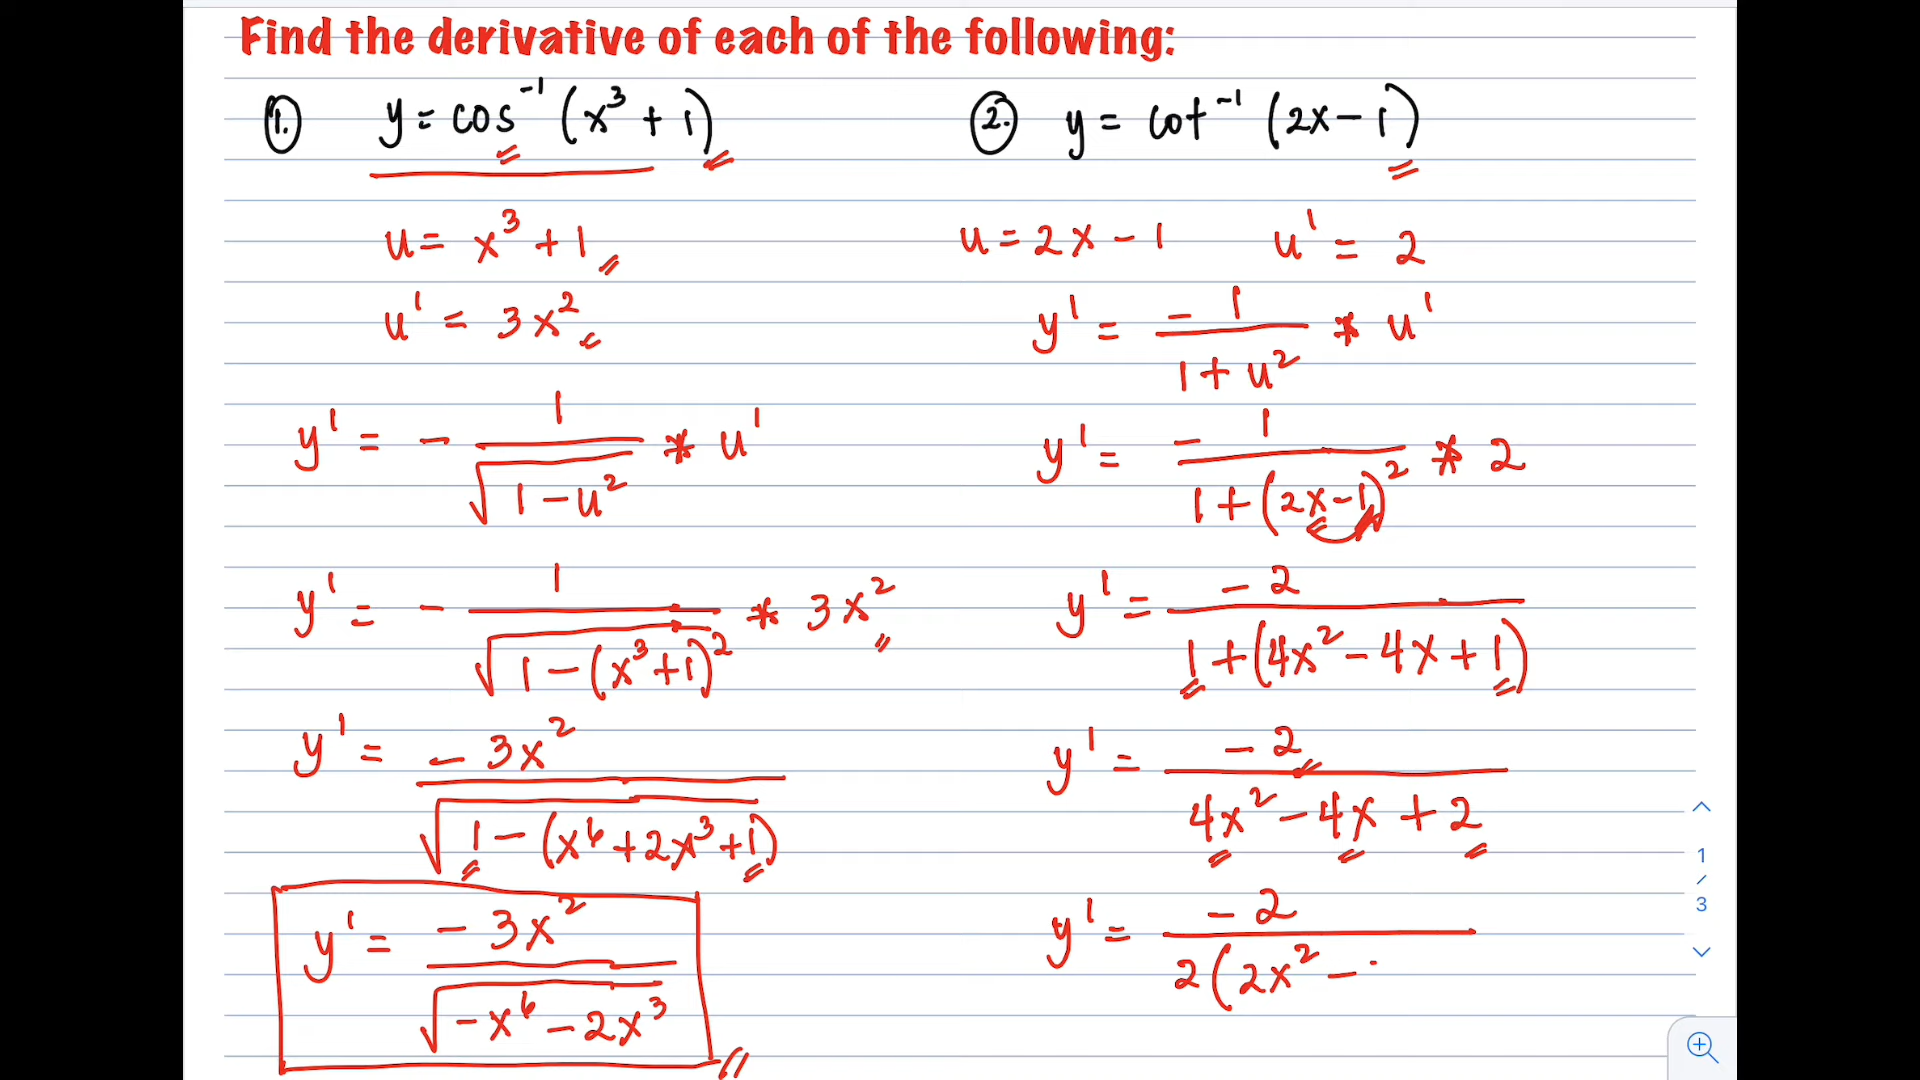 Find the derivative of each of the following:
1. y = cos⁻¹ (x³ + 1)
u = x³ + 1
u' = 3x²
y' = - 1 / √(1 - u²) * u'
y' = - 1 / √(1 - (x³ + 1)²) * 3x²
y' = - 3x² / √(1 - (x⁶ + 2x³ + 1))
y' = - 3x² / √(-x⁶ - 2x³)
2. y = cot⁻¹ (2x - 1)
u = 2x - 1 u' = 2
y' = - 1 / (1 + u²) * u'
y' = - 1 / (1 + (2x - 1)²) * 2
y' = - 2 / (1 + (4x² - 4x + 1))
y' = - 2 / (4x² - 4x + 2)
y' = - 2 / 2(2x² -
1
/
3